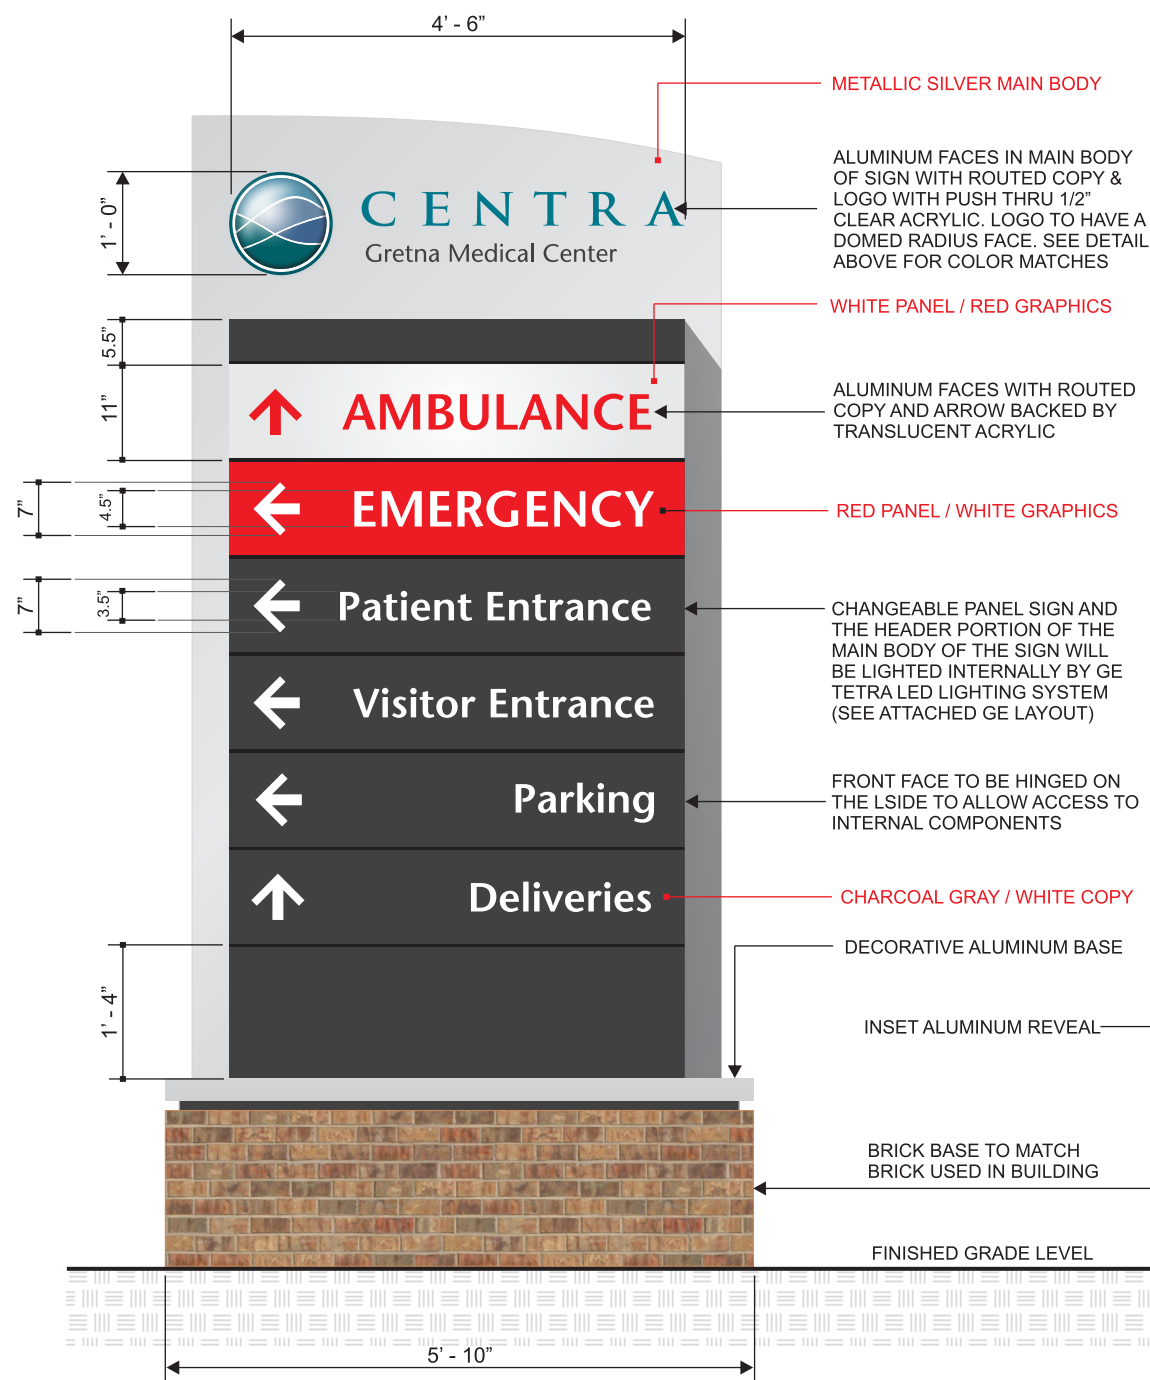 4’ - 6”
METALLIC SILVER MAIN BODY
ALUMINUM FACES IN MAIN BODY
OF SIGN WITH ROUTED COPY &
LOGO WITH PUSH THRU 1/2”
CLEAR ACRYLIC. LOGO TO HAVE A
DOMED RADIUS FACE. SEE DETAIL
ABOVE FOR COLOR MATCHES
1’ - 0”
CENTRA
Gretna Medical Center
WHITE PANEL / RED GRAPHICS
5.5”
11”
AMBULANCE
ALUMINUM FACES WITH ROUTED
COPY AND ARROW BACKED BY
TRANSLUCENT ACRYLIC
7”
4.5”
EMERGENCY
RED PANEL / WHITE GRAPHICS
7”
3.5”
Patient Entrance
CHANGEABLE PANEL SIGN AND
THE HEADER PORTION OF THE
MAIN BODY OF THE SIGN WILL
BE LIGHTED INTERNALLY BY GE
TETRA LED LIGHTING SYSTEM
(SEE ATTACHED GE LAYOUT)
Visitor Entrance
Parking
FRONT FACE TO BE HINGED ON
THE LSIDE TO ALLOW ACCESS TO
INTERNAL COMPONENTS
Deliveries
CHARCOAL GRAY / WHITE COPY
DECORATIVE ALUMINUM BASE
1’ - 4”
INSET ALUMINUM REVEAL
BRICK BASE TO MATCH
BRICK USED IN BUILDING
FINISHED GRADE LEVEL
5’ - 10”